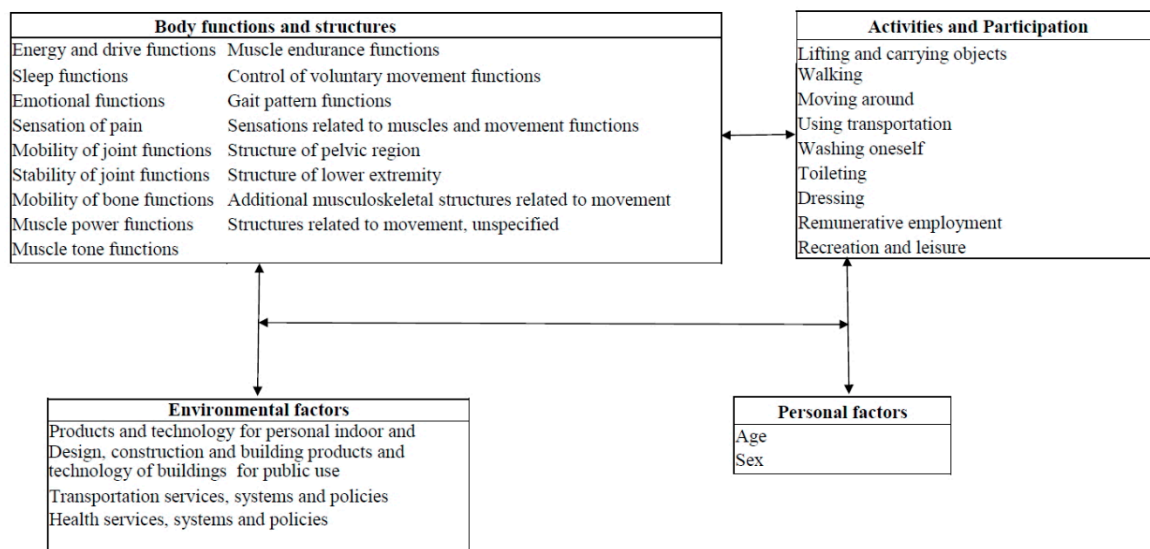 Body functions and structures
Energy and drive functions Muscle endurance functions
Sleep functions Control of voluntary movement functions
Emotional functions Gait pattern functions
Sensation of pain Sensations related to muscles and movement functions
Mobility of joint functions Structure of pelvic region
Stability of joint functions Structure of lower extremity
Mobility of bone functions Additional musculoskeletal structures related to movement
Muscle power functions Structures related to movement, unspecified
Muscle tone functions
Activities and Participation
Lifting and carrying objects
Walking
Moving around
Using transportation
Washing oneself
Toileting
Dressing
Remunerative employment
Recreation and leisure
Environmental factors
Products and technology for personal indoor and
Design, construction and building products and
technology of buildings for public use
Transportation services, systems and policies
Health services, systems and policies
Personal factors
Age
Sex